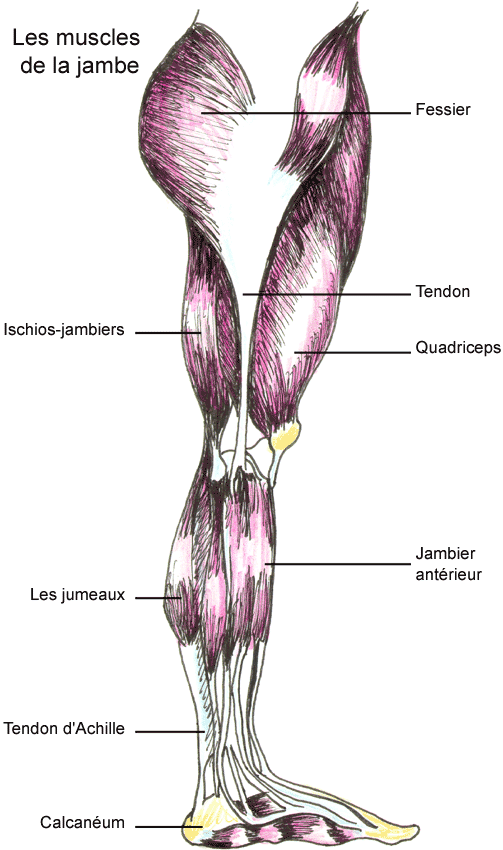 Les muscles
de la jambe
Fessier
Tendon
Ischios-jambiers
Quadriceps
Jambier
antérieur
Les jumeaux
Tendon d'Achille
Calcanéum